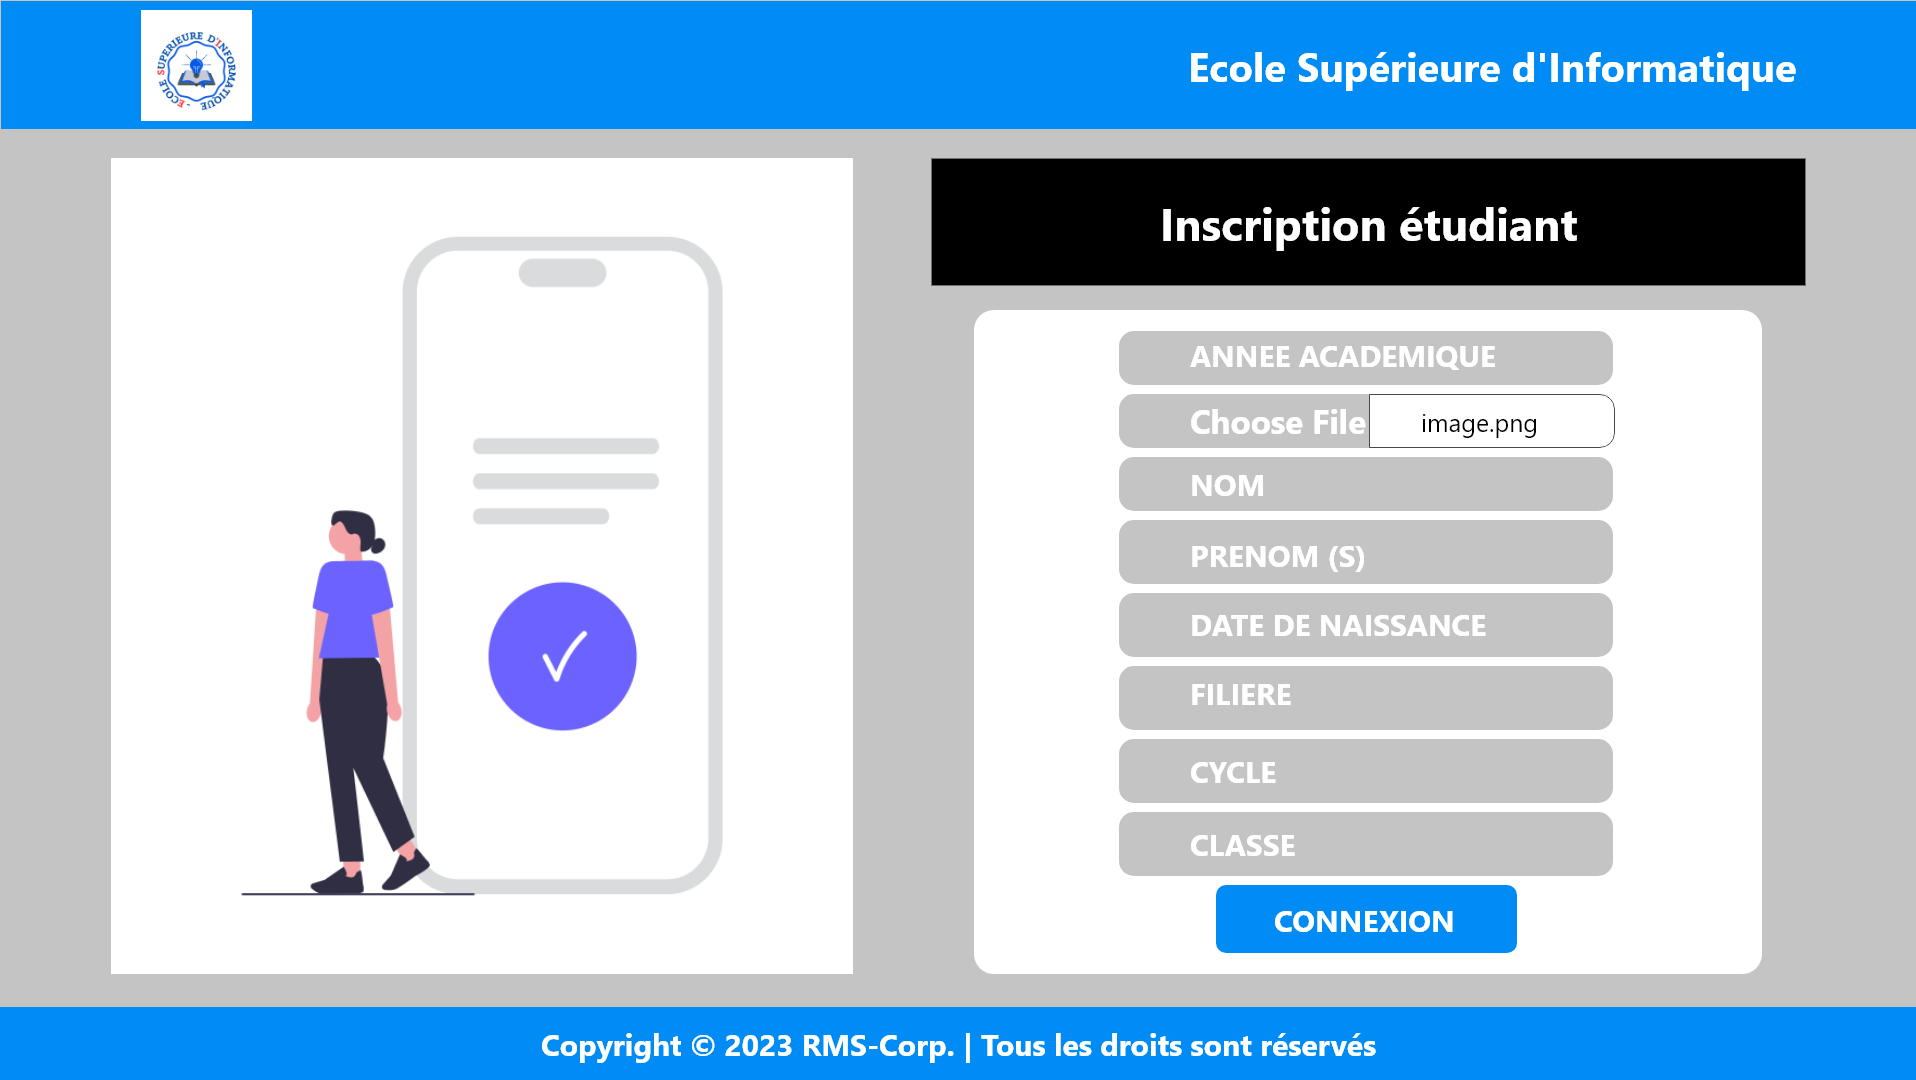 ECOLE SUPERIEURE D'INFORMATIQUE -
Ecole Supérieure d'Informatique
Inscription étudiant
ANNEE ACADEMIQUE
Choose File
image.png
NOM
PRENOM (S)
DATE DE NAISSANCE
FILIERE
CYCLE
CLASSE
CONNEXION
Copyright © 2023 RMS-Corp. | Tous les droits sont réservés